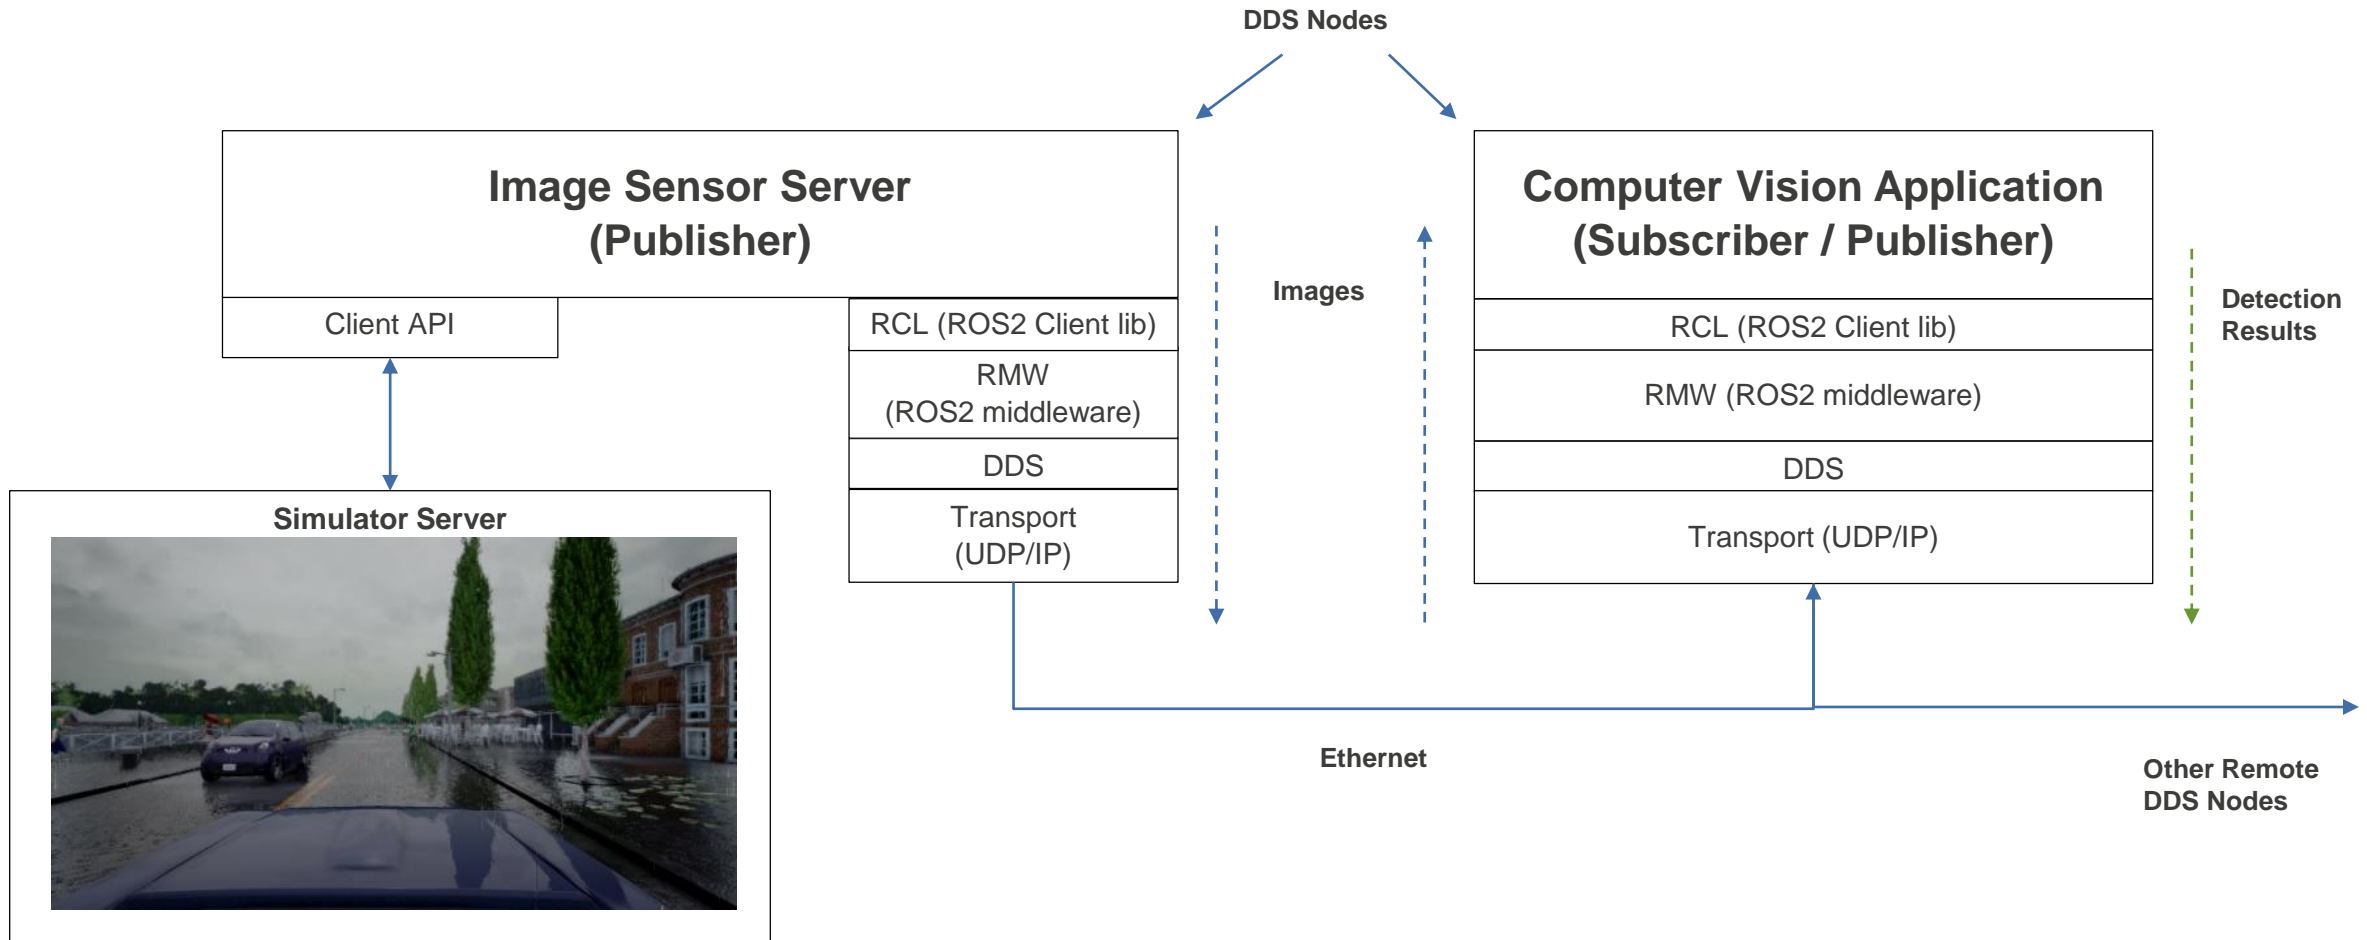 DDS Nodes
Image Sensor Server
(Publisher)
Client API
RCL (ROS2 Client lib)
RMW
(ROS2 middleware)
DDS
Transport
(UDP/IP)
Simulator Server
Images
Computer Vision Application
(Subscriber / Publisher)
RCL (ROS2 Client lib)
RMW (ROS2 middleware)
DDS
Transport (UDP/IP)
Detection
Results
Ethernet
Other Remote
DDS Nodes